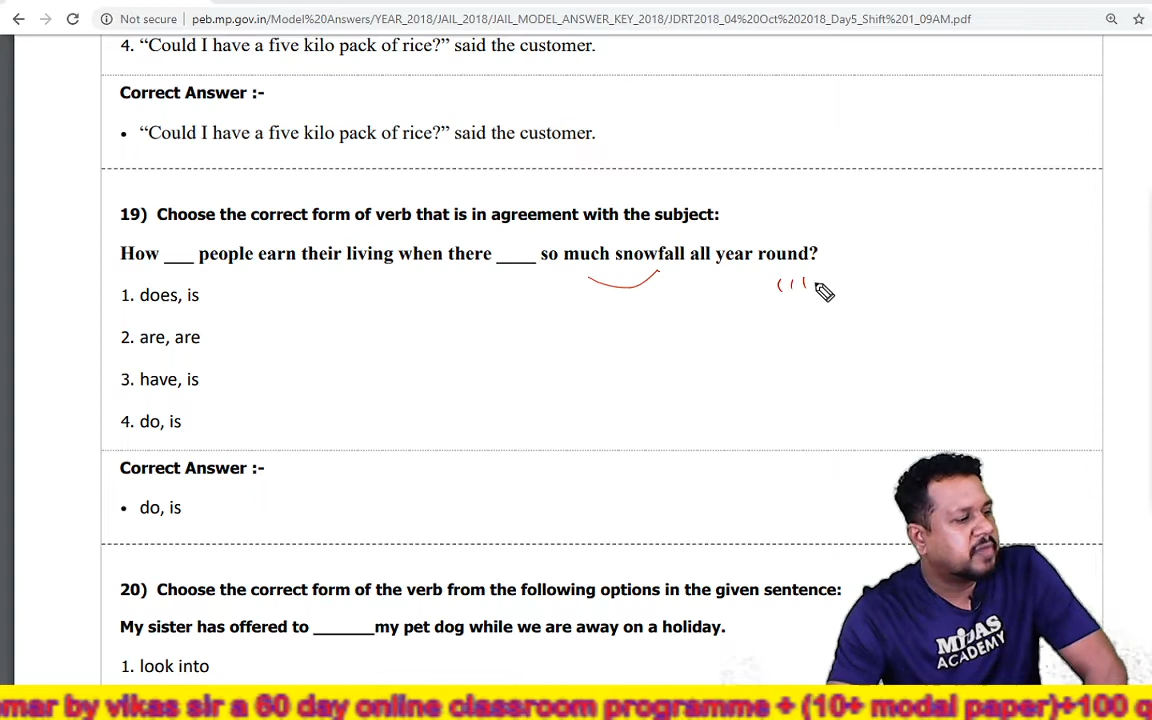 Not secure | peb.mp.gov.in/Model%20Answers/YEAR_2018/JAIL_2018/JAIL_MODEL_ANSWER_KEY_2018/JDRT2018_04%20Oct%202018_Day5_Shift%201_09AM.pdf
4. “Could I have a five kilo pack of rice?” said the customer.
Correct Answer :-
• “Could I have a five kilo pack of rice?” said the customer.
19) Choose the correct form of verb that is in agreement with the subject:
How ___ people earn their living when there ____ so much snowfall all year round?
1. does, is
2. are, are
3. have, is
4. do, is
Correct Answer :-
• do, is
20) Choose the correct form of the verb from the following options in the given sentence:
My sister has offered to ______my pet dog while we are away on a holiday.
1. look into
MIDAS
ACADEMY
mar by vikas sir a 60 day online classroom programme + (10+ modal paper)+100 q